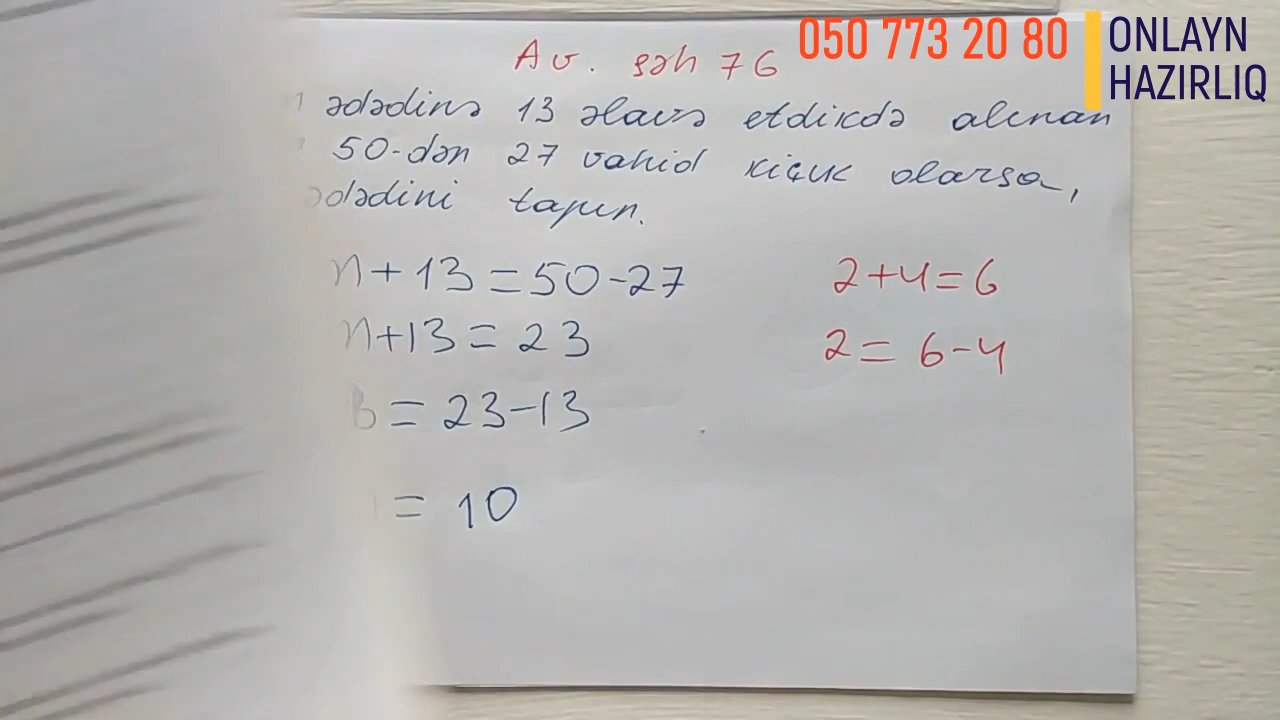 050 773 20 80
ONLAYN
HAZIRLIQ
Av. səh 76
n ədədinə 13 əlavə etdikdə alınan
50-dən 27 vahid kiçik olarsa,
ədədini tapın.
n + 13 = 50 - 27
n + 13 = 23
= 23 - 13
= 10
2 + 4 = 6
2 = 6 - 4